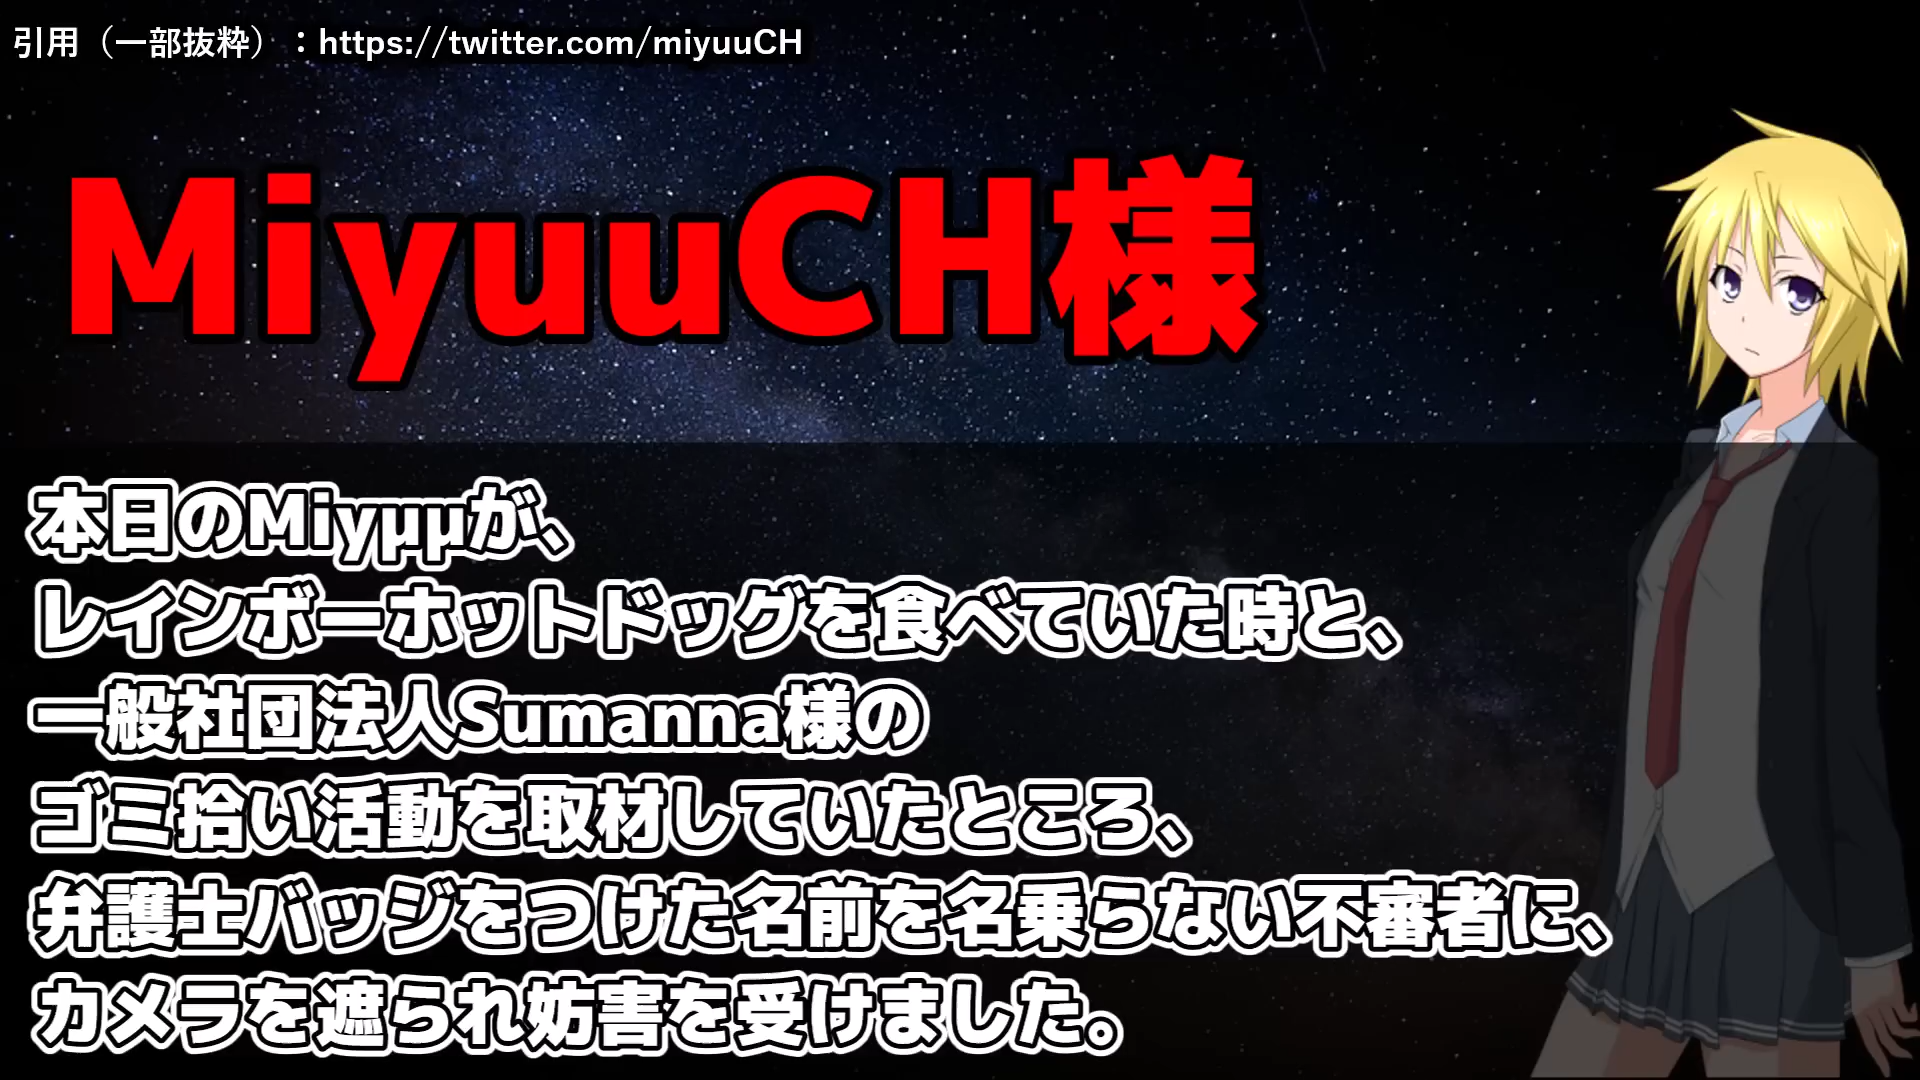 引用（一部抜粋）：https://twitter.com/miyuuCH
MiyuuCH様
本日のMiyµµが、
レインボーホットドッグを食べていた時と、
一般社団法人Sumanna様の
ゴミ拾い活動を取材していたところ、
弁護士バッジをつけた名前を名乗らない不審者に、
カメラを遮られ妨害を受けました。